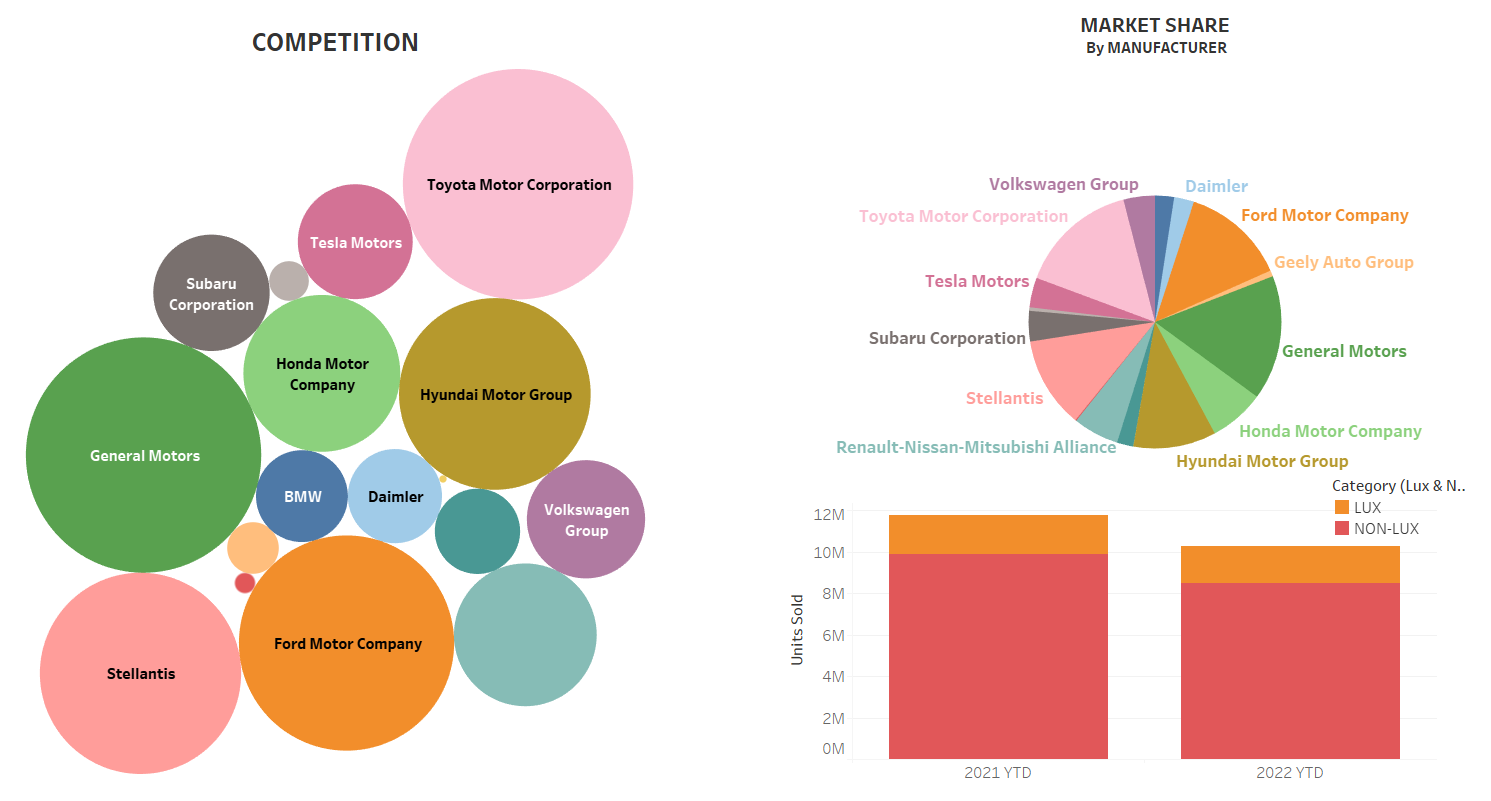 COMPETITION
Toyota Motor Corporation
Tesla Motors
Subaru
Corporation
Honda Motor
Company
Hyundai Motor Group
General Motors
BMW
Daimler
Volkswagen
Group
Ford Motor Company
Stellantis
MARKET SHARE
By MANUFACTURER
Volkswagen Group
Daimler
Toyota Motor Corporation
Ford Motor Company
Geely Auto Group
Tesla Motors
Subaru Corporation
General Motors
Stellantis
Honda Motor Company
Renault-Nissan-Mitsubishi Alliance
Hyundai Motor Group
Category (Lux & N..
LUX
NON-LUX
Units Sold
12M
10M
8M
6M
4M
2M
0M
2021 YTD
2022 YTD